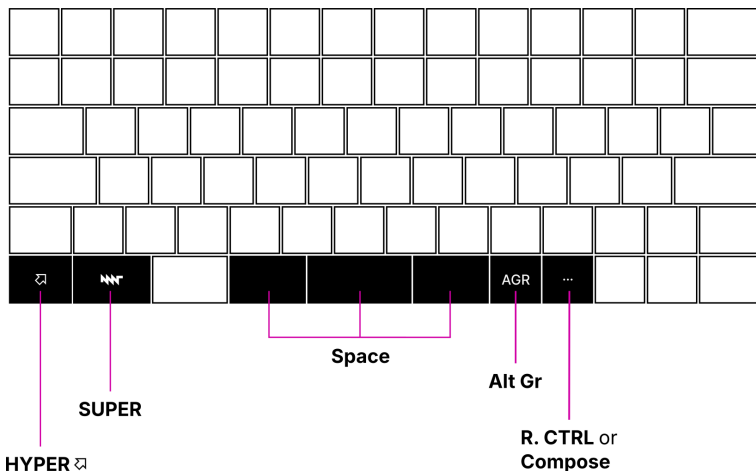 AGR ...
Space
Alt Gr
SUPER
R. CTRL or
HYPER
Compose